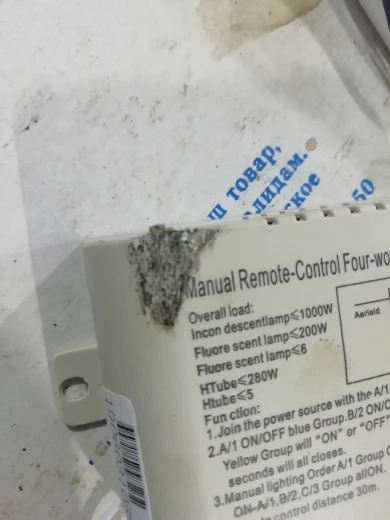 ш товар,
лидам.
ское
50
Manual Remote-Control Four-wo
Overall load:
Incon descentlamp≤1000W
Fluore scent lamp≤200W
Fluore scent lamp≤6
HTube≤280W
Htube≤5
Function:
1.Join the power source with the A/1
2.A/1 ON/OFF blue Group.B/2 ON/O
Yellow Group will "ON" or "OFF"
seconds will all closes.
3.Manual lighting Order A/1 Group O
ON A/1,B/2,C/3 Group allON.
control distance 30m.
Aeriald